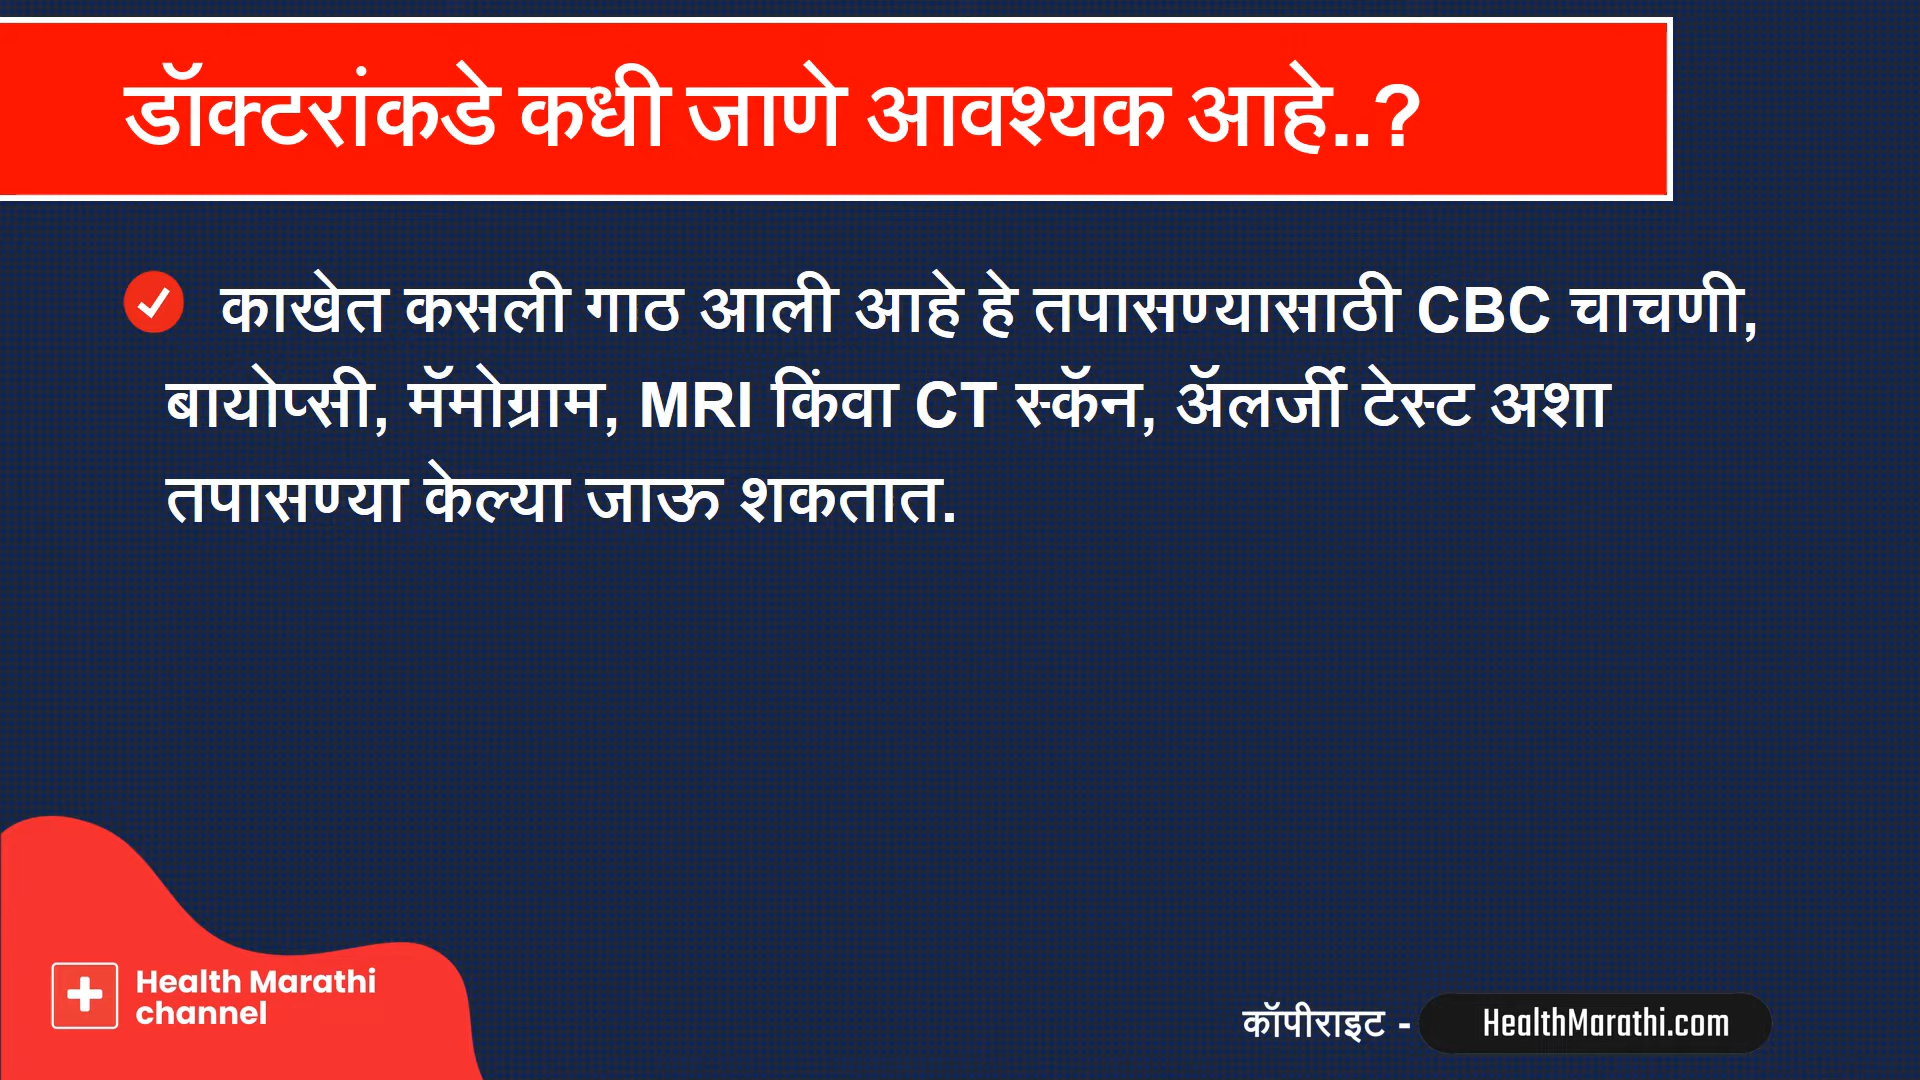 डॉक्टरांकडे कधी जाणे आवश्यक आहे..?
काखेत कसली गाठ आली आहे हे तपासण्यासाठी CBC चाचणी,
बायोप्सी, मॅमोग्राम, MRI किंवा CT स्कॅन, ॲलर्जी टेस्ट अशा
तपासण्या केल्या जाऊ शकतात.
Health Marathi
channel
कॉपीराइट - HealthMarathi.com